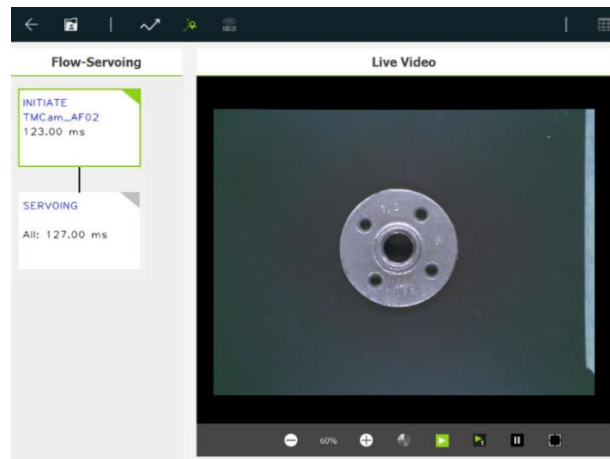 Flow-Servoing
Live Video
INITIATE
TMCam_AF02
123.00 ms
SERVOING
All: 127.00 ms
60%